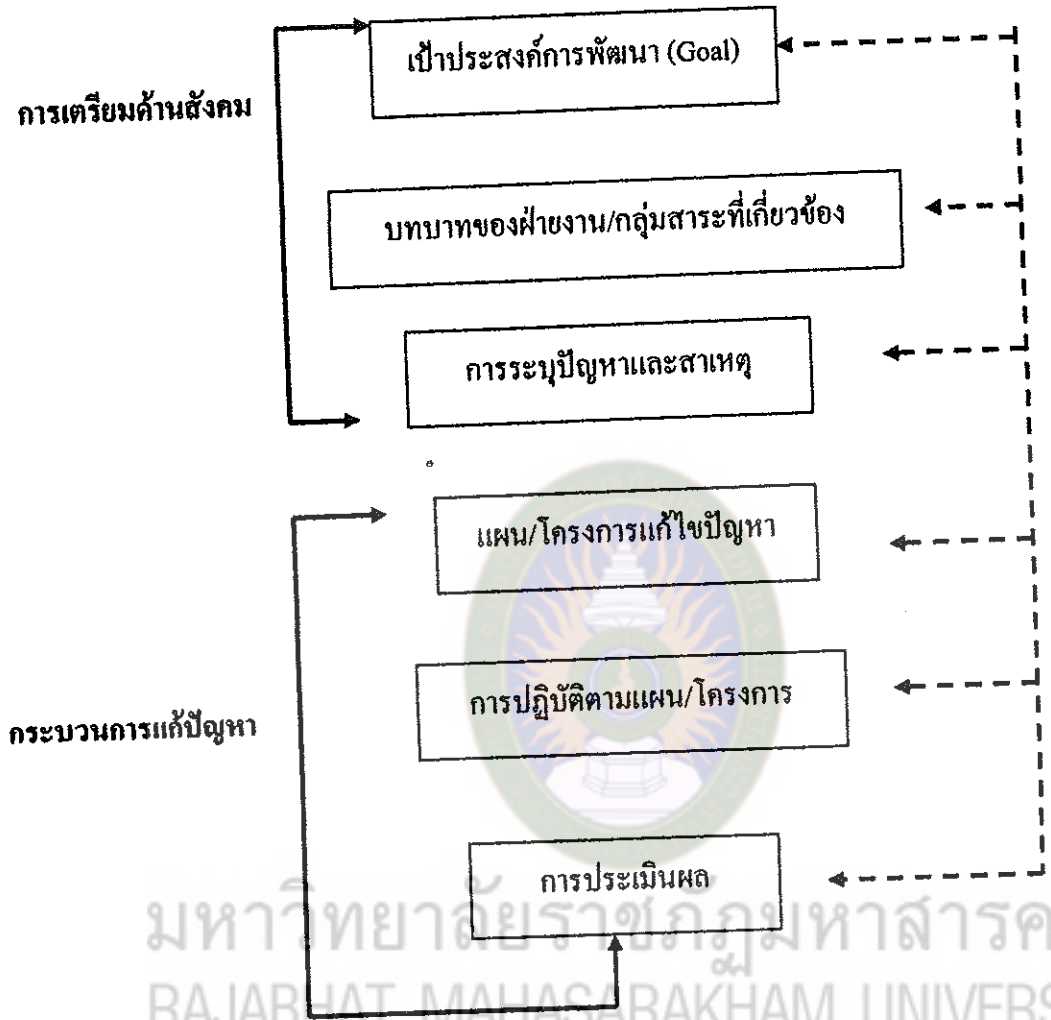 เป้าประสงค์การพัฒนา (Goal)
การเตรียมด้านสังคม
บทบาทของฝ่ายงาน/กลุ่มสาระที่เกี่ยวข้อง
การระบุปัญหาและสาเหตุ
แผน/โครงการแก้ไขปัญหา
การปฏิบัติตามแผน/โครงการ
กระบวนการแก้ปัญหา
การประเมินผล
มหาวิทยาลัยราชภัฏมหาสารค
RAJABHAT MAHASARAKHAM UNIVERS